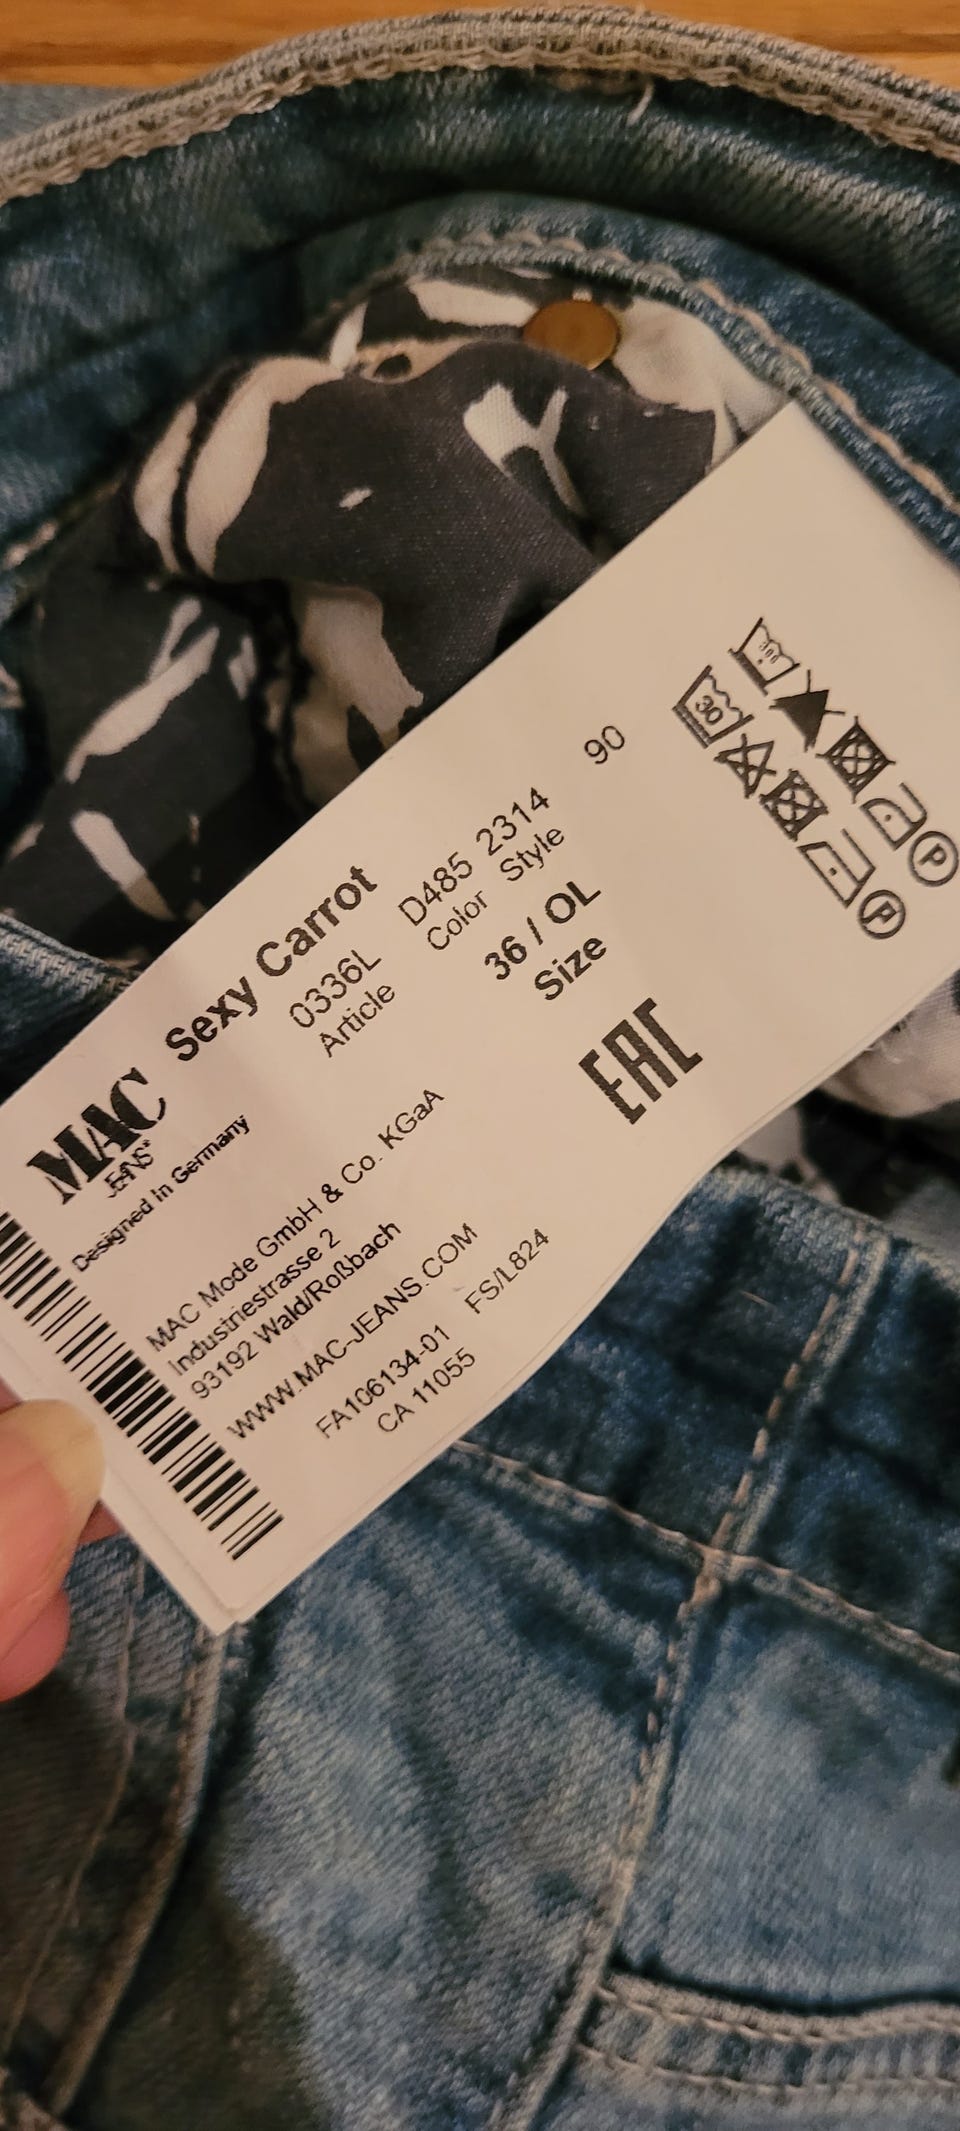 MAC
JEANS
Sexy Carrot
Designed in Germany
0336L D485 2314 90
Article Color Style
36 / OL
Size
MAC Mode GmbH & Co. KGaA
Industriestrasse 2
93192 Wald/Roßbach
WWW.MAC-JEANS.COM
FA106134-01 FS/L824
CA 11055
EAC
30
P
P